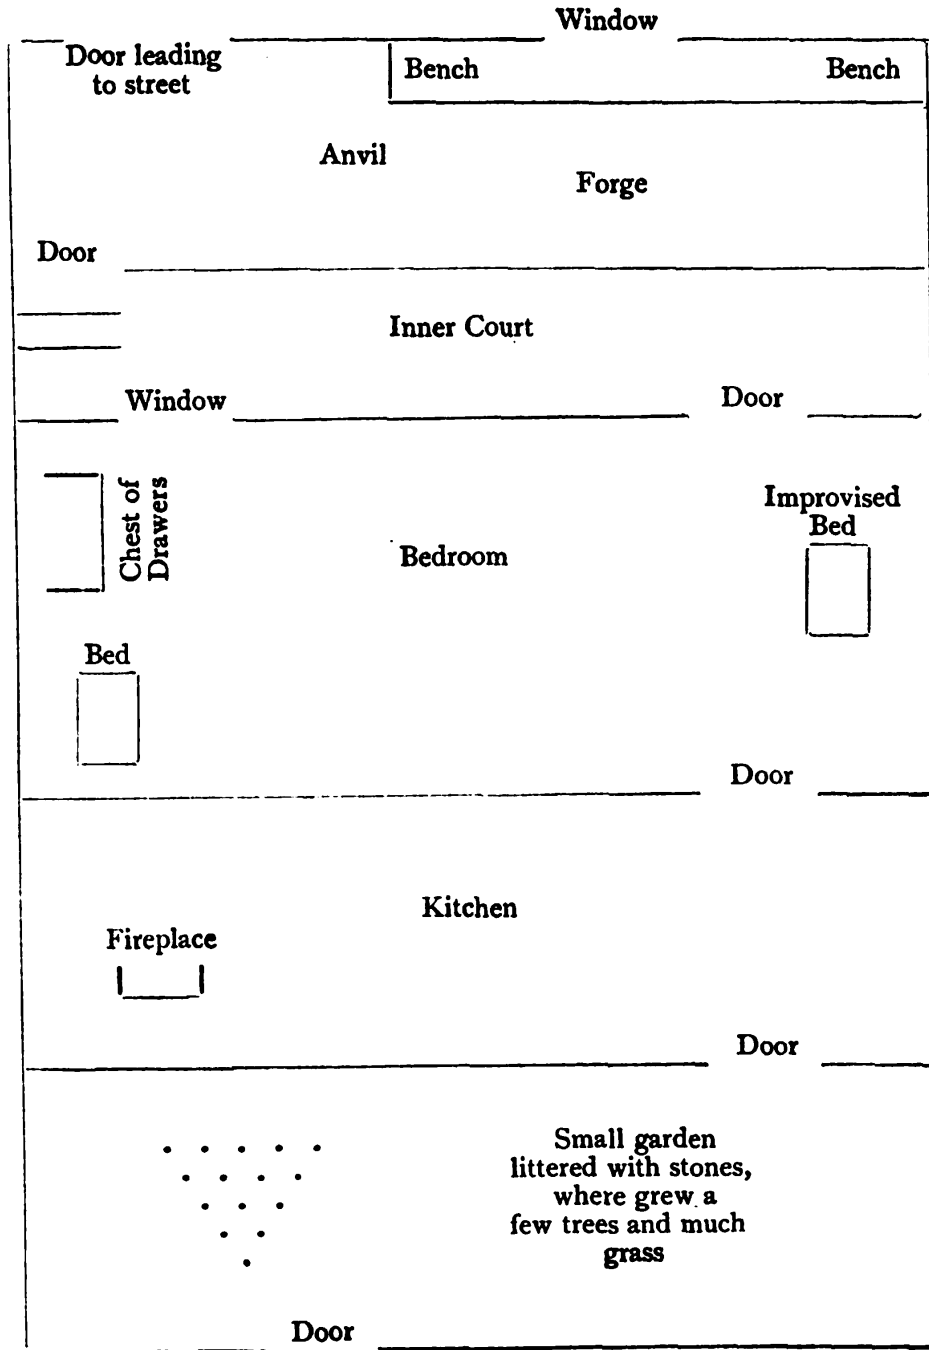 Window
Door leading
to street
Bench
Bench
Anvil
Forge
Door
Inner Court
Window
Door
Chest of
Drawers
Improvised
Bed
Bedroom
Bed
Door
Kitchen
Fireplace
Door
Small garden
littered with stones,
where grew a
few trees and much
grass
Door